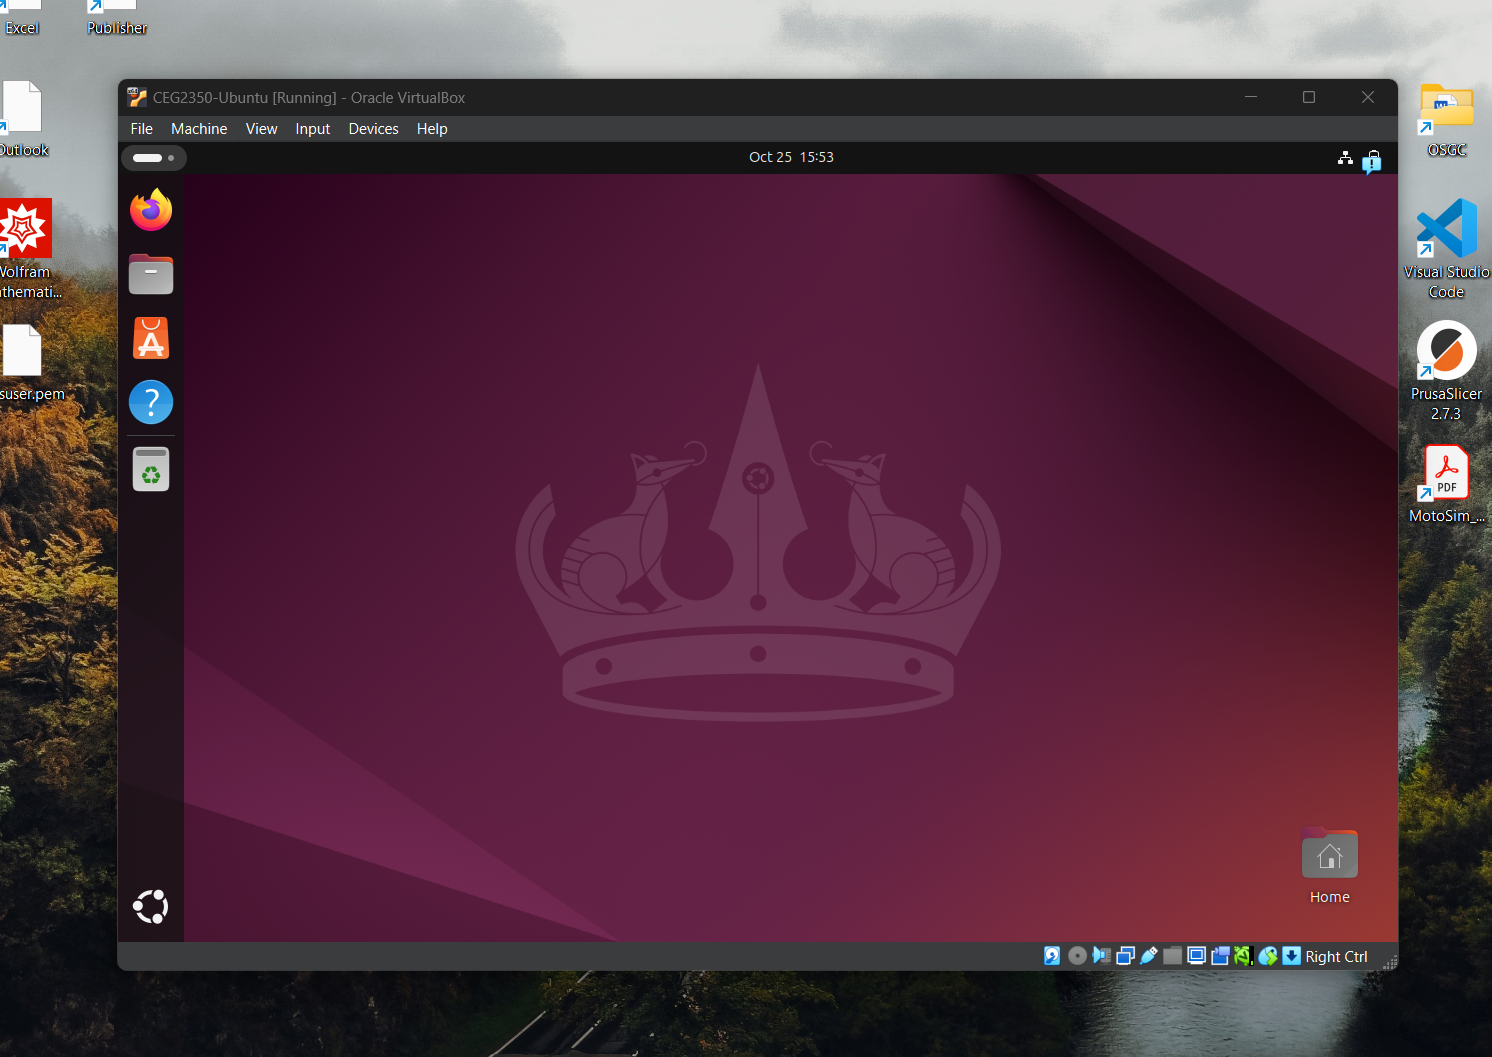 Excel
Publisher
Outlook
Wolfram
themati...
suser.pem
CEG2350-Ubuntu [Running] - Oracle VirtualBox
File Machine View Input Devices Help
Oct 25 15:53
Home
Right Ctrl
OSGC
Visual Studio
Code
PrusaSlicer
2.7.3
PDF
MotoSim_...